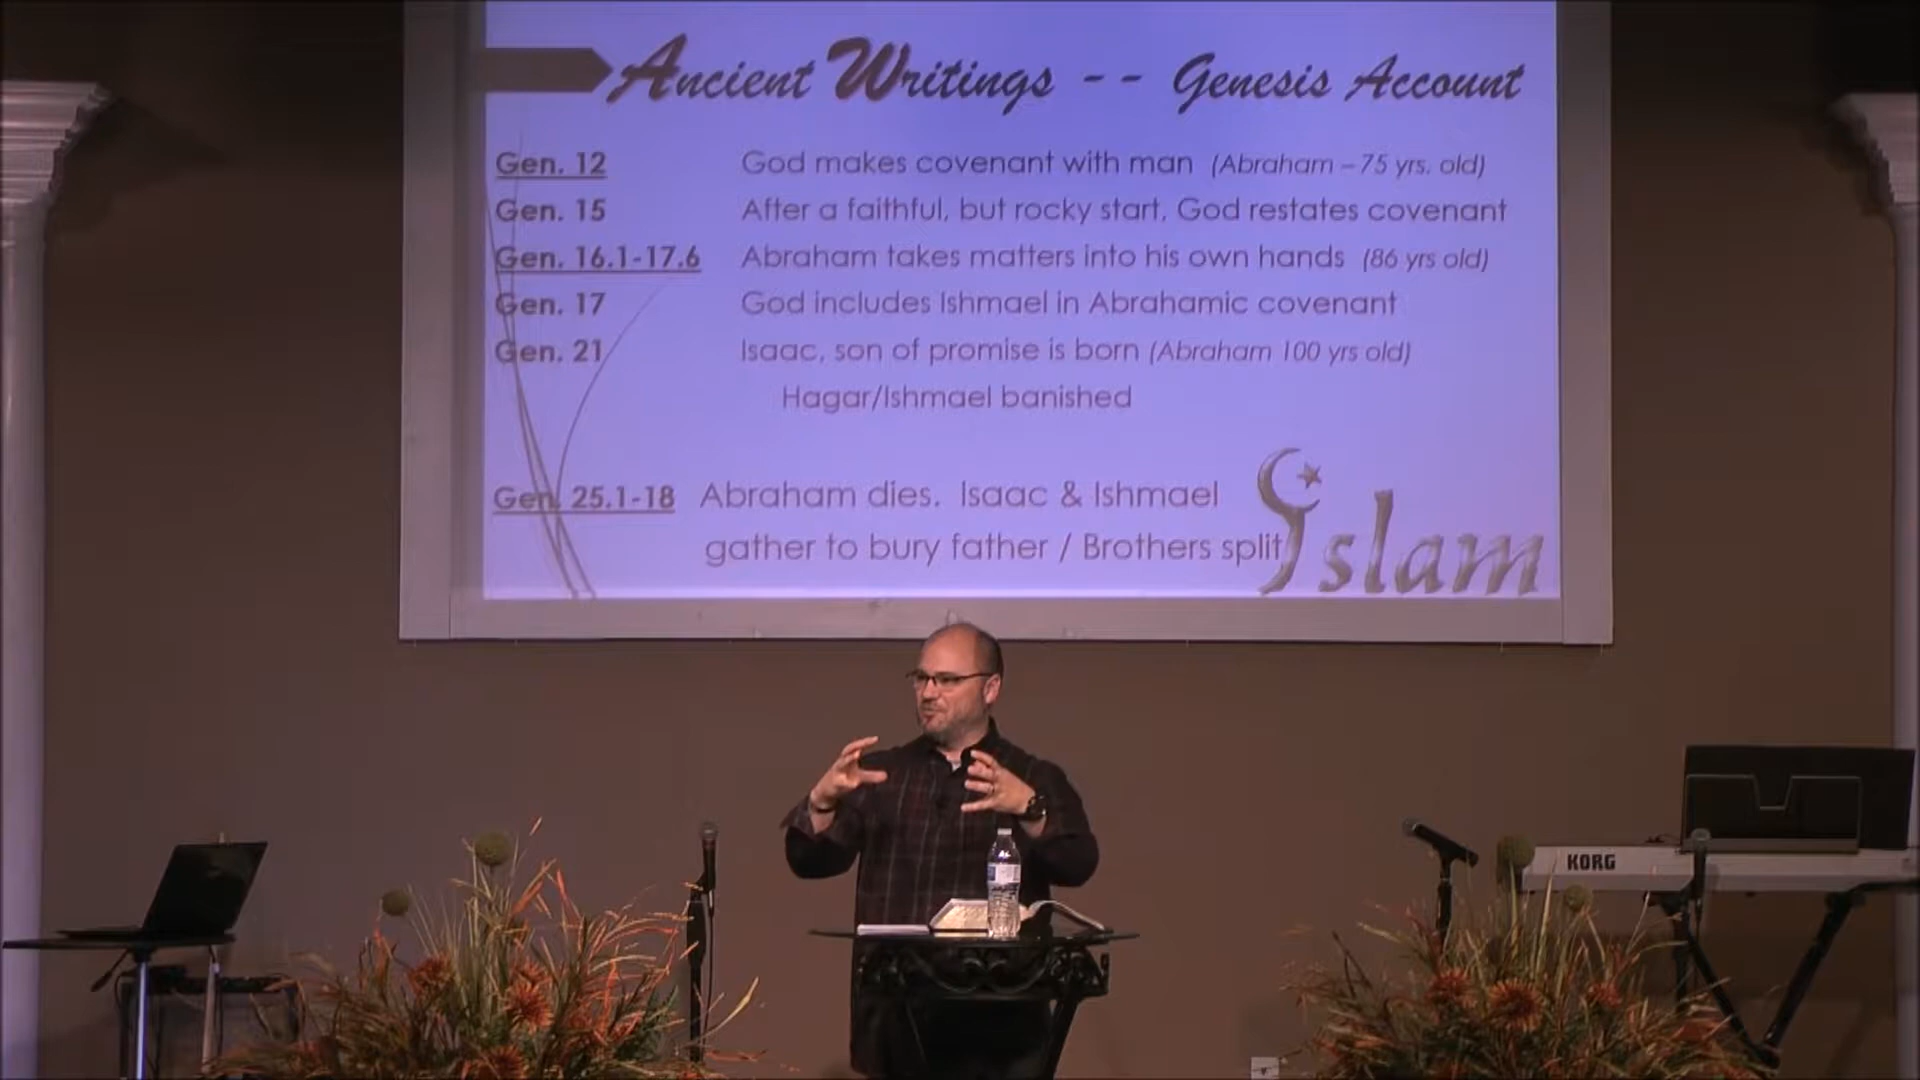 Ancient Writings -- Genesis Account
Gen. 12 God makes covenant with man (Abraham – 75 yrs. old)
Gen. 15 After a faithful, but rocky start, God restates covenant
Gen. 16.1-17.6 Abraham takes matters into his own hands (86 yrs old)
Gen. 17 God includes Ishmael in Abrahamic covenant
Gen. 21 Isaac, son of promise is born (Abraham 100 yrs old)
Hagar/Ishmael banished
Gen. 25.1-18 Abraham dies. Isaac & Ishmael
gather to bury father / Brothers split
Islam
KORG